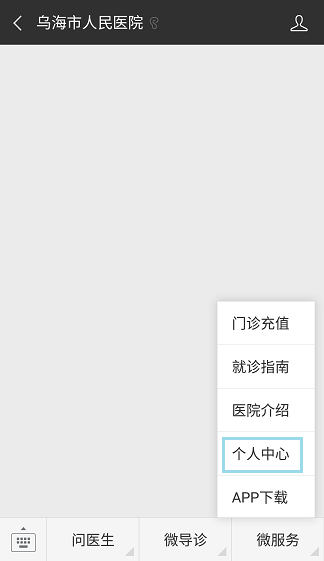 乌海市人民医院
门诊充值
就诊指南
医院介绍
个人中心
APP下载
问医生
微导诊
微服务